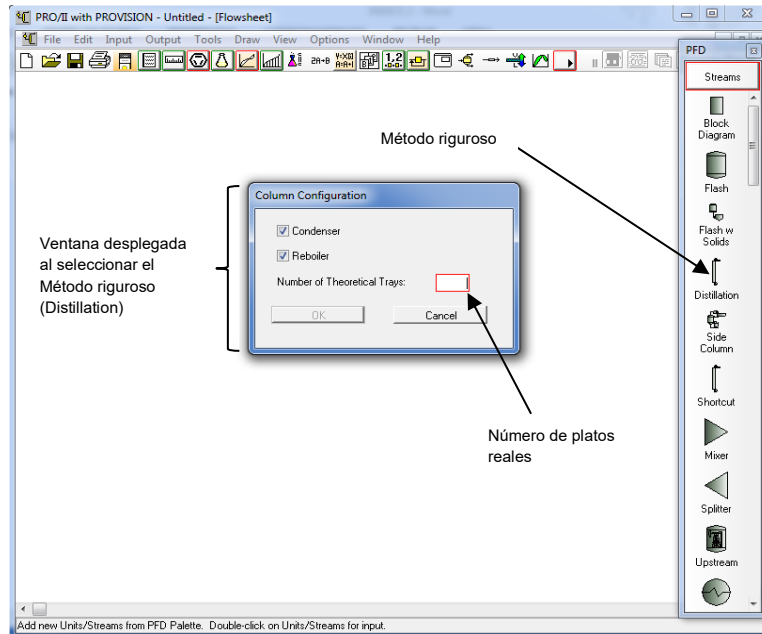 PRO/II with PROVISION - Untitled - [Flowsheet]
File Edit Input Output Tools Draw View Options Window Help
PFD
Streams
Block
Diagram
Flash
Flash w
Solids
Distillation
Side
Column
Shortcut
Mixer
Splitter
Upstream
Método riguroso
Ventana desplegada
al seleccionar el
Método riguroso
(Distillation)
Column Configuration
Condenser
Reboiler
Number of Theoretical Trays:
OK Cancel
Número de platos
reales
Add new Units/Streams from PFD Palette. Double-click on Units/Streams for input.